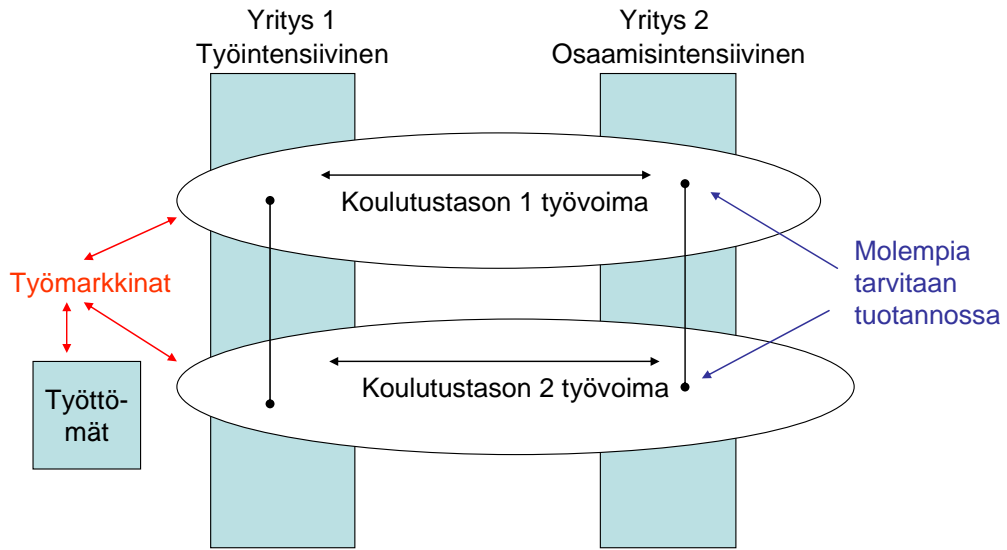 Yritys 1
Työintensiivinen
Yritys 2
Osaamisintensiivinen
Koulutustason 1 työvoima
Molempia
tarvitaan
tuotannossa
Työmarkkinat
Koulutustason 2 työvoima
Työttö-
mät